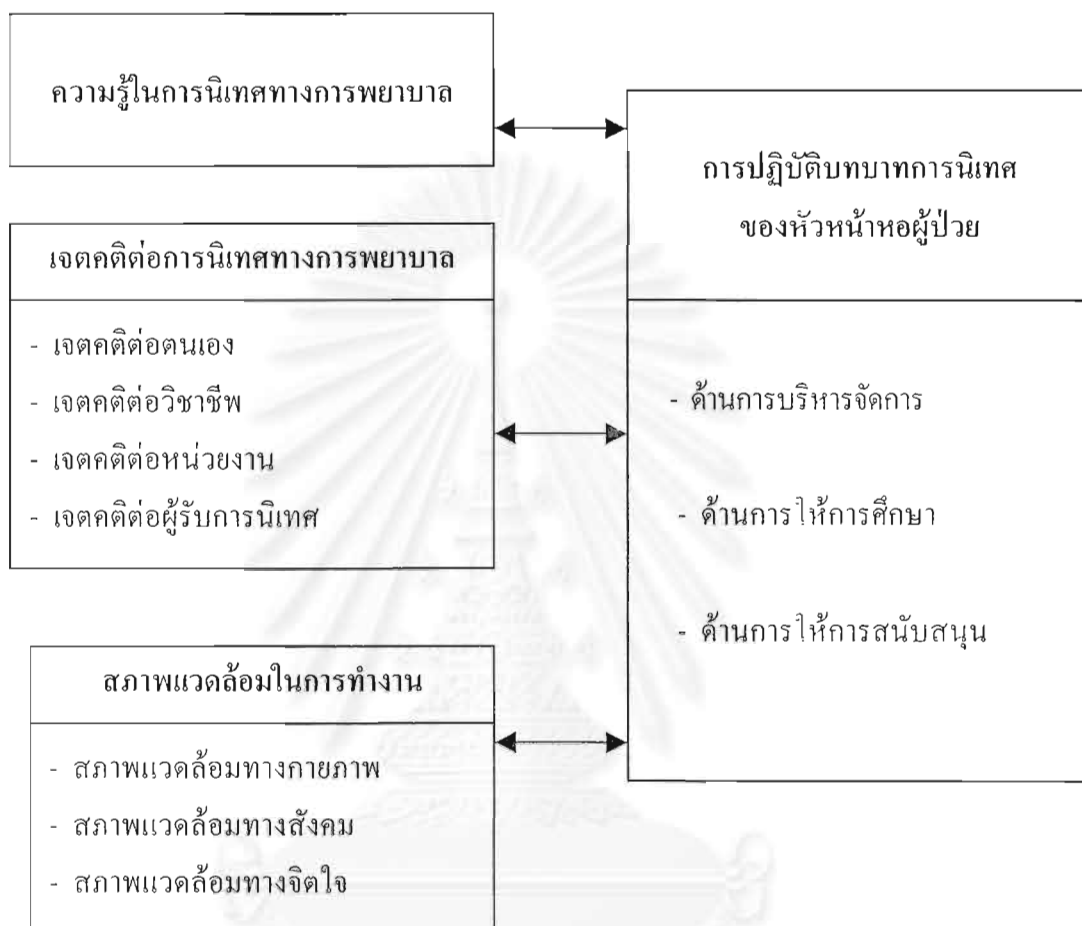 ความรู้ในการนิเทศทางการพยาบาล
เจตคติต่อการนิเทศทางการพยาบาล
- เจตคติต่อตนเอง
- เจตคติต่อวิชาชีพ
- เจตคติต่อหน่วยงาน
- เจตคติต่อผู้รับการนิเทศ
สภาพแวดล้อมในการทำงาน
- สภาพแวดล้อมทางกายภาพ
- สภาพแวดล้อมทางสังคม
- สภาพแวดล้อมทางจิตใจ
การปฏิบัติบทบาทการนิเทศ
ของหัวหน้าหอผู้ป่วย
- ด้านการบริหารจัดการ
- ด้านการให้การศึกษา
- ด้านการให้การสนับสนุน